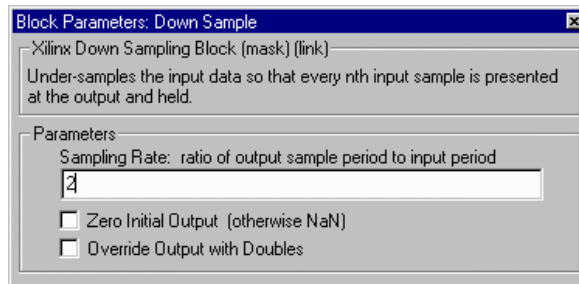 Block Parameters: Down Sample
Xilinx Down Sampling Block (mask) (link)
Under-samples the input data so that every nth input sample is presented
at the output and held.
Parameters
Sampling Rate:  ratio of output sample period to input period
2
Zero Initial Output  (otherwise NaN)
Override Output with Doubles